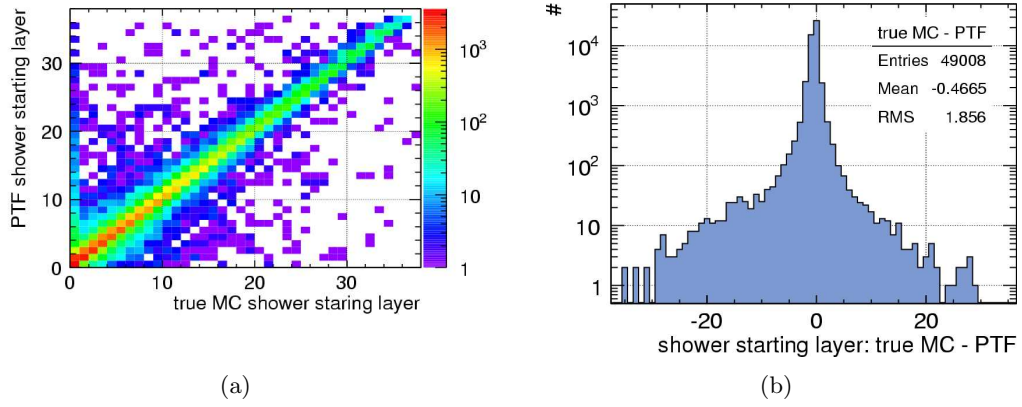 PTF shower starting layer
30
20
10
0
0
10
20
30
true MC shower staring layer
10³
10²
10
1
(a)
#
10⁴
10³
10²
10
1
true MC - PTF
Entries 49008
Mean -0.4665
RMS 1.856
-20
0
20
shower starting layer: true MC - PTF
(b)